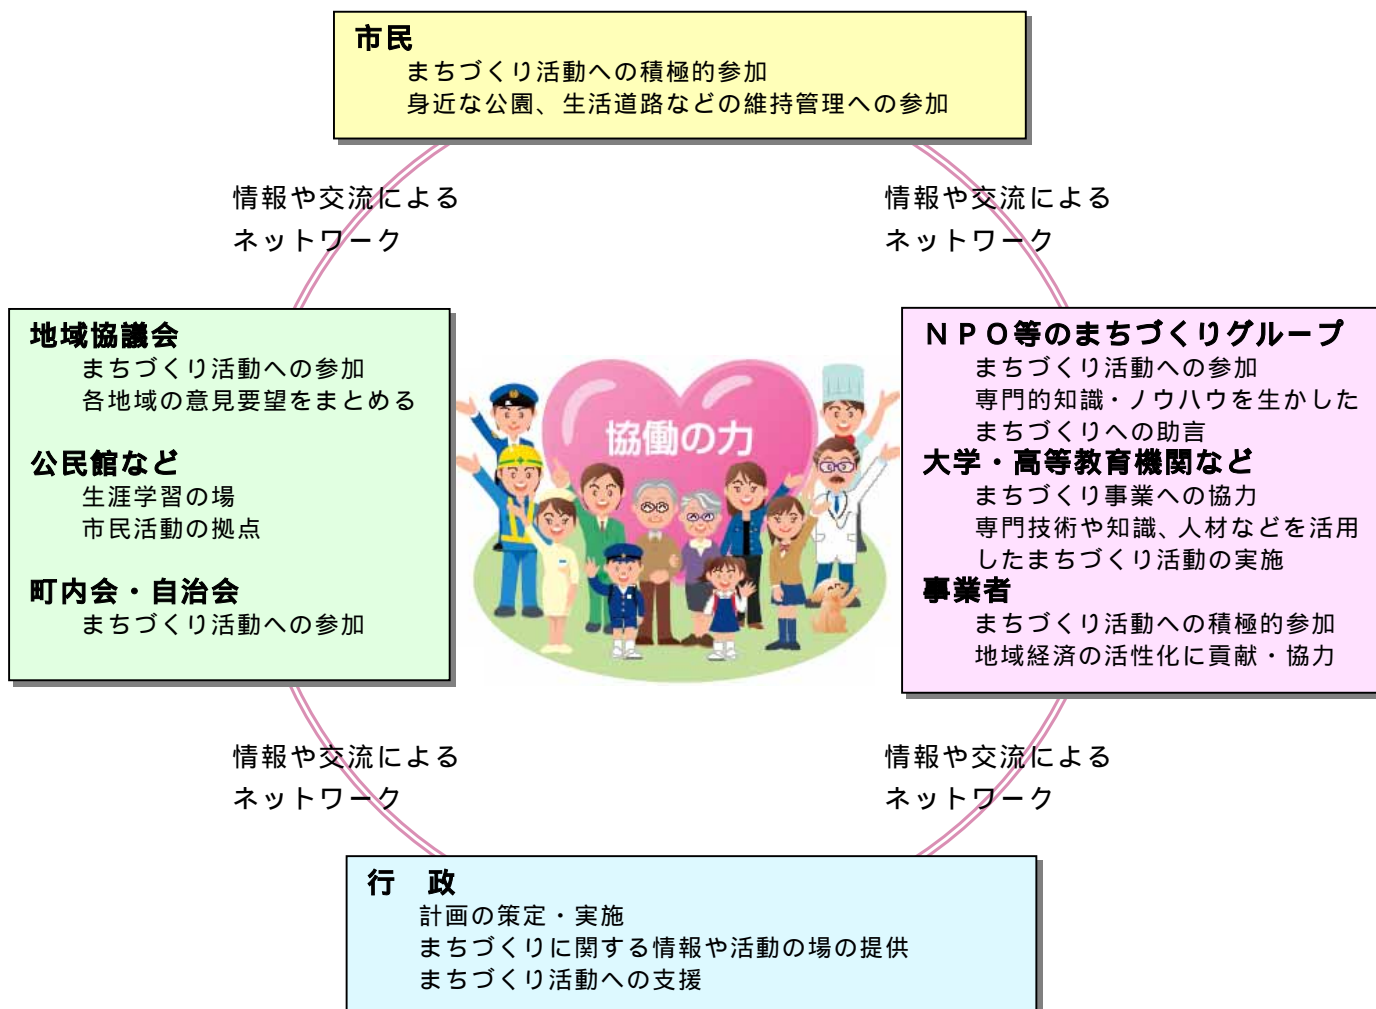 市民
まちづくり活動への積極的参加
身近な公園、生活道路などの維持管理への参加
情報や交流による
ネットワーク
情報や交流による
ネットワーク
地域協議会
まちづくり活動への参加
各地域の意見要望をまとめる
公民館など
生涯学習の場
市民活動の拠点
町内会・自治会
まちづくり活動への参加
協働の力
ＮＰＯ等のまちづくりグループ
まちづくり活動への参加
専門的知識・ノウハウを生かした
まちづくりへの助言
大学・高等教育機関など
まちづくり事業への協力
専門技術や知識、人材などを活用
したまちづくり活動の実施
事業者
まちづくり活動への積極的参加
地域経済の活性化に貢献・協力
情報や交流による
ネットワーク
情報や交流による
ネットワーク
行　政
計画の策定・実施
まちづくりに関する情報や活動の場の提供
まちづくり活動への支援